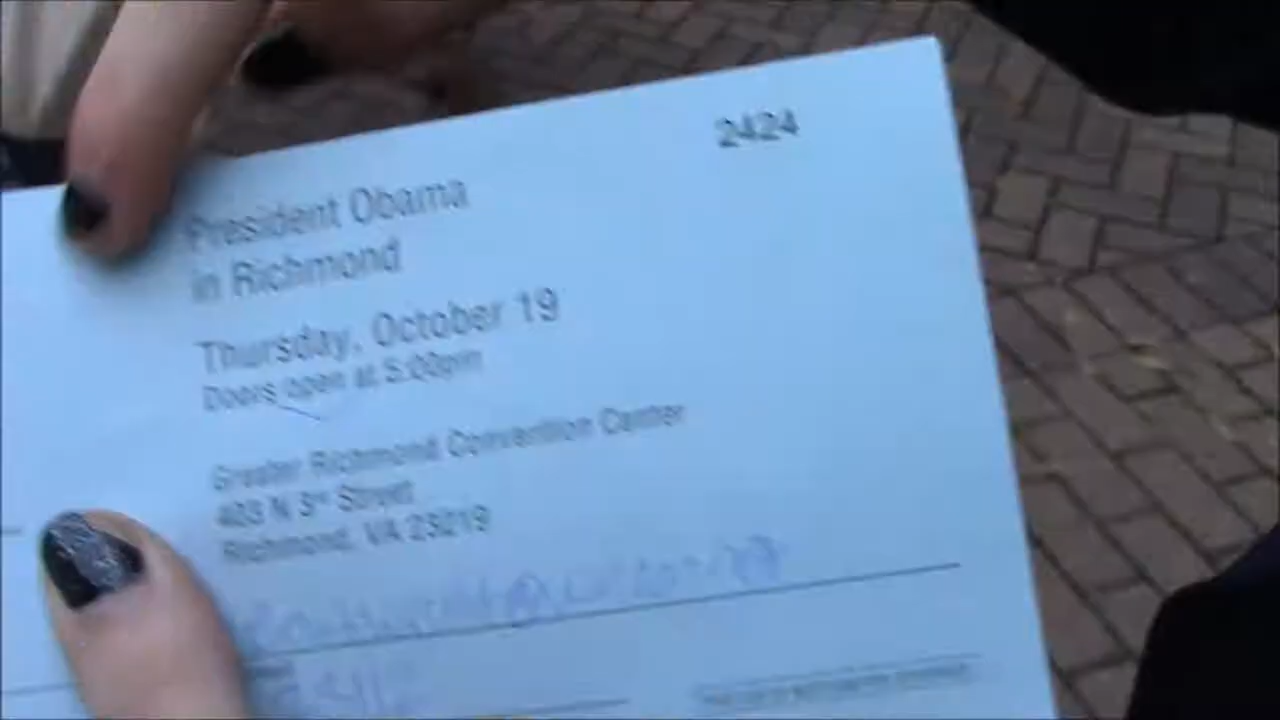 2424
President Obama
in Richmond
Thursday, October 19
Doors open at 5:00pm
Greater Richmond Convention Center
403 N 3rd Street
Richmond, VA 23219